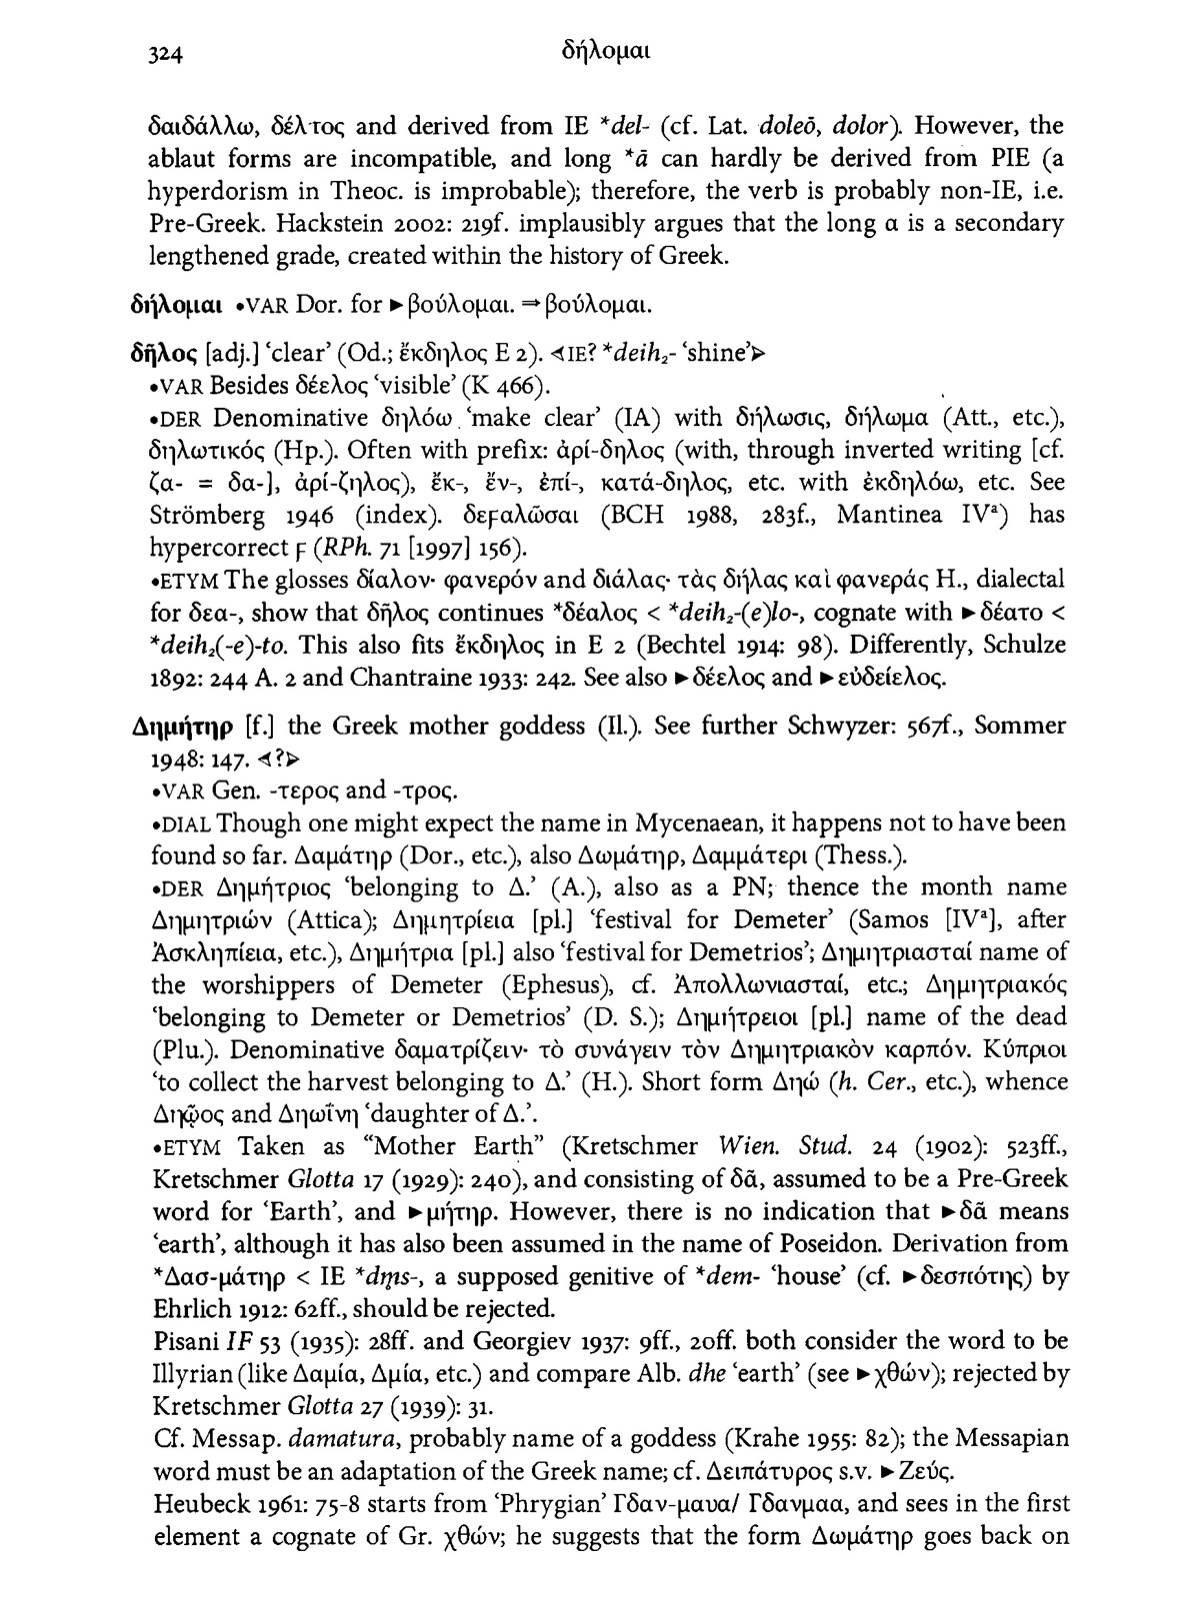 324 δήλομαι
δαιδάλλω, δέλτος and derived from IE *del- (cf. Lat. doleō, dolor). However, the
ablaut forms are incompatible, and long *ā can hardly be derived from PIE (a
hyperdorism in Theoc. is improbable); therefore, the verb is probably non-IE, i.e.
Pre-Greek. Hackstein 2002: 219f. implausibly argues that the long α is a secondary
lengthened grade, created within the history of Greek.
δήλομαι •VAR Dor. for ►βούλομαι. ⇒βούλομαι.
δῆλος [adj.] ‘clear’ (Od.; ἔκδηλος Ε 2). ⊲IE? *deih₂- ‘shine’⊳
•VAR Besides δέελος ‘visible’ (Κ 466).
•DER Denominative δηλόω ‘make clear’ (IA) with δήλωσις, δήλωμα (Att., etc.),
δηλωτικός (Hp.). Often with prefix: ἀρί-δηλος (with, through inverted writing [cf.
ζα- = δα-], ἀρί-ζηλος), ἔκ-, ἔν-, ἐπί-, κατά-δηλος, etc. with ἐκδηλόω, etc. See
Strömberg 1946 (index). δεϝαλῶσαι (BCH 1988, 283f., Mantinea IVᵃ) has
hypercorrect ϝ (RPh. 71 [1997] 156).
•ETYM The glosses δίαλον· φανερόν and διάλας· τὰς δήλας καὶ φανεράς H., dialectal
for δεα-, show that δῆλος continues *δέαλος < *deih₂-(e)lo-, cognate with ►δέατο <
*deih₂(-e)-to. This also fits ἔκδηλος in Ε 2 (Bechtel 1914: 98). Differently, Schulze
1892: 244 A. 2 and Chantraine 1933: 242. See also ►δέελος and ►εὐδείελος.
Δημήτηρ [f.] the Greek mother goddess (Il.). See further Schwyzer: 567f., Sommer
1948: 147. ⊲?⊳
•VAR Gen. -τερος and -τρος.
•DIAL Though one might expect the name in Mycenaean, it happens not to have been
found so far. Δαμάτηρ (Dor., etc.), also Δωμάτηρ, Δαμμάτερι (Thess.).
•DER Δημήτριος ‘belonging to Δ.’ (A.), also as a PN; thence the month name
Δημητριών (Attica); Δημητρίεια [pl.] ‘festival for Demeter’ (Samos [IVᵃ], after
Ἀσκληπίεια, etc.), Δημήτρια [pl.] also ‘festival for Demetrios’; Δημητριασταί name of
the worshippers of Demeter (Ephesus), cf. Ἀπολλωνιασταί, etc.; Δημητριακός
‘belonging to Demeter or Demetrios’ (D. S.); Δημήτρειοι [pl.] name of the dead
(Plu.). Denominative δαματρίζειν· τὸ συνάγειν τὸν Δημητριακὸν καρπόν. Κύπριοι
‘to collect the harvest belonging to Δ.’ (H.). Short form Δηώ (h. Cer., etc.), whence
Δηῷος and Δηωΐνη ‘daughter of Δ.’.
•ETYM Taken as “Mother Earth” (Kretschmer Wien. Stud. 24 (1902): 523ff.,
Kretschmer Glotta 17 (1929): 240), and consisting of δᾶ, assumed to be a Pre-Greek
word for ‘Earth’, and ►μήτηρ. However, there is no indication that ►δᾶ means
‘earth’, although it has also been assumed in the name of Poseidon. Derivation from
*Δασ-μάτηρ < IE *dm̥s-, a supposed genitive of *dem- ‘house’ (cf. ►δεσπότης) by
Ehrlich 1912: 62ff., should be rejected.
Pisani IF 53 (1935): 28ff. and Georgiev 1937: 9ff., 20ff. both consider the word to be
Illyrian (like Δαμία, Δμία, etc.) and compare Alb. dhe ‘earth’ (see ►χθών); rejected by
Kretschmer Glotta 27 (1939): 31.
Cf. Messap. damatura, probably name of a goddess (Krahe 1955: 82); the Messapian
word must be an adaptation of the Greek name; cf. Δειπάτυρος s.v. ►Ζεύς.
Heubeck 1961: 75-8 starts from ‘Phrygian’ Γδαν-μαυα/ Γδανμαα, and sees in the first
element a cognate of Gr. χθών; he suggests that the form Δωμάτηρ goes back on